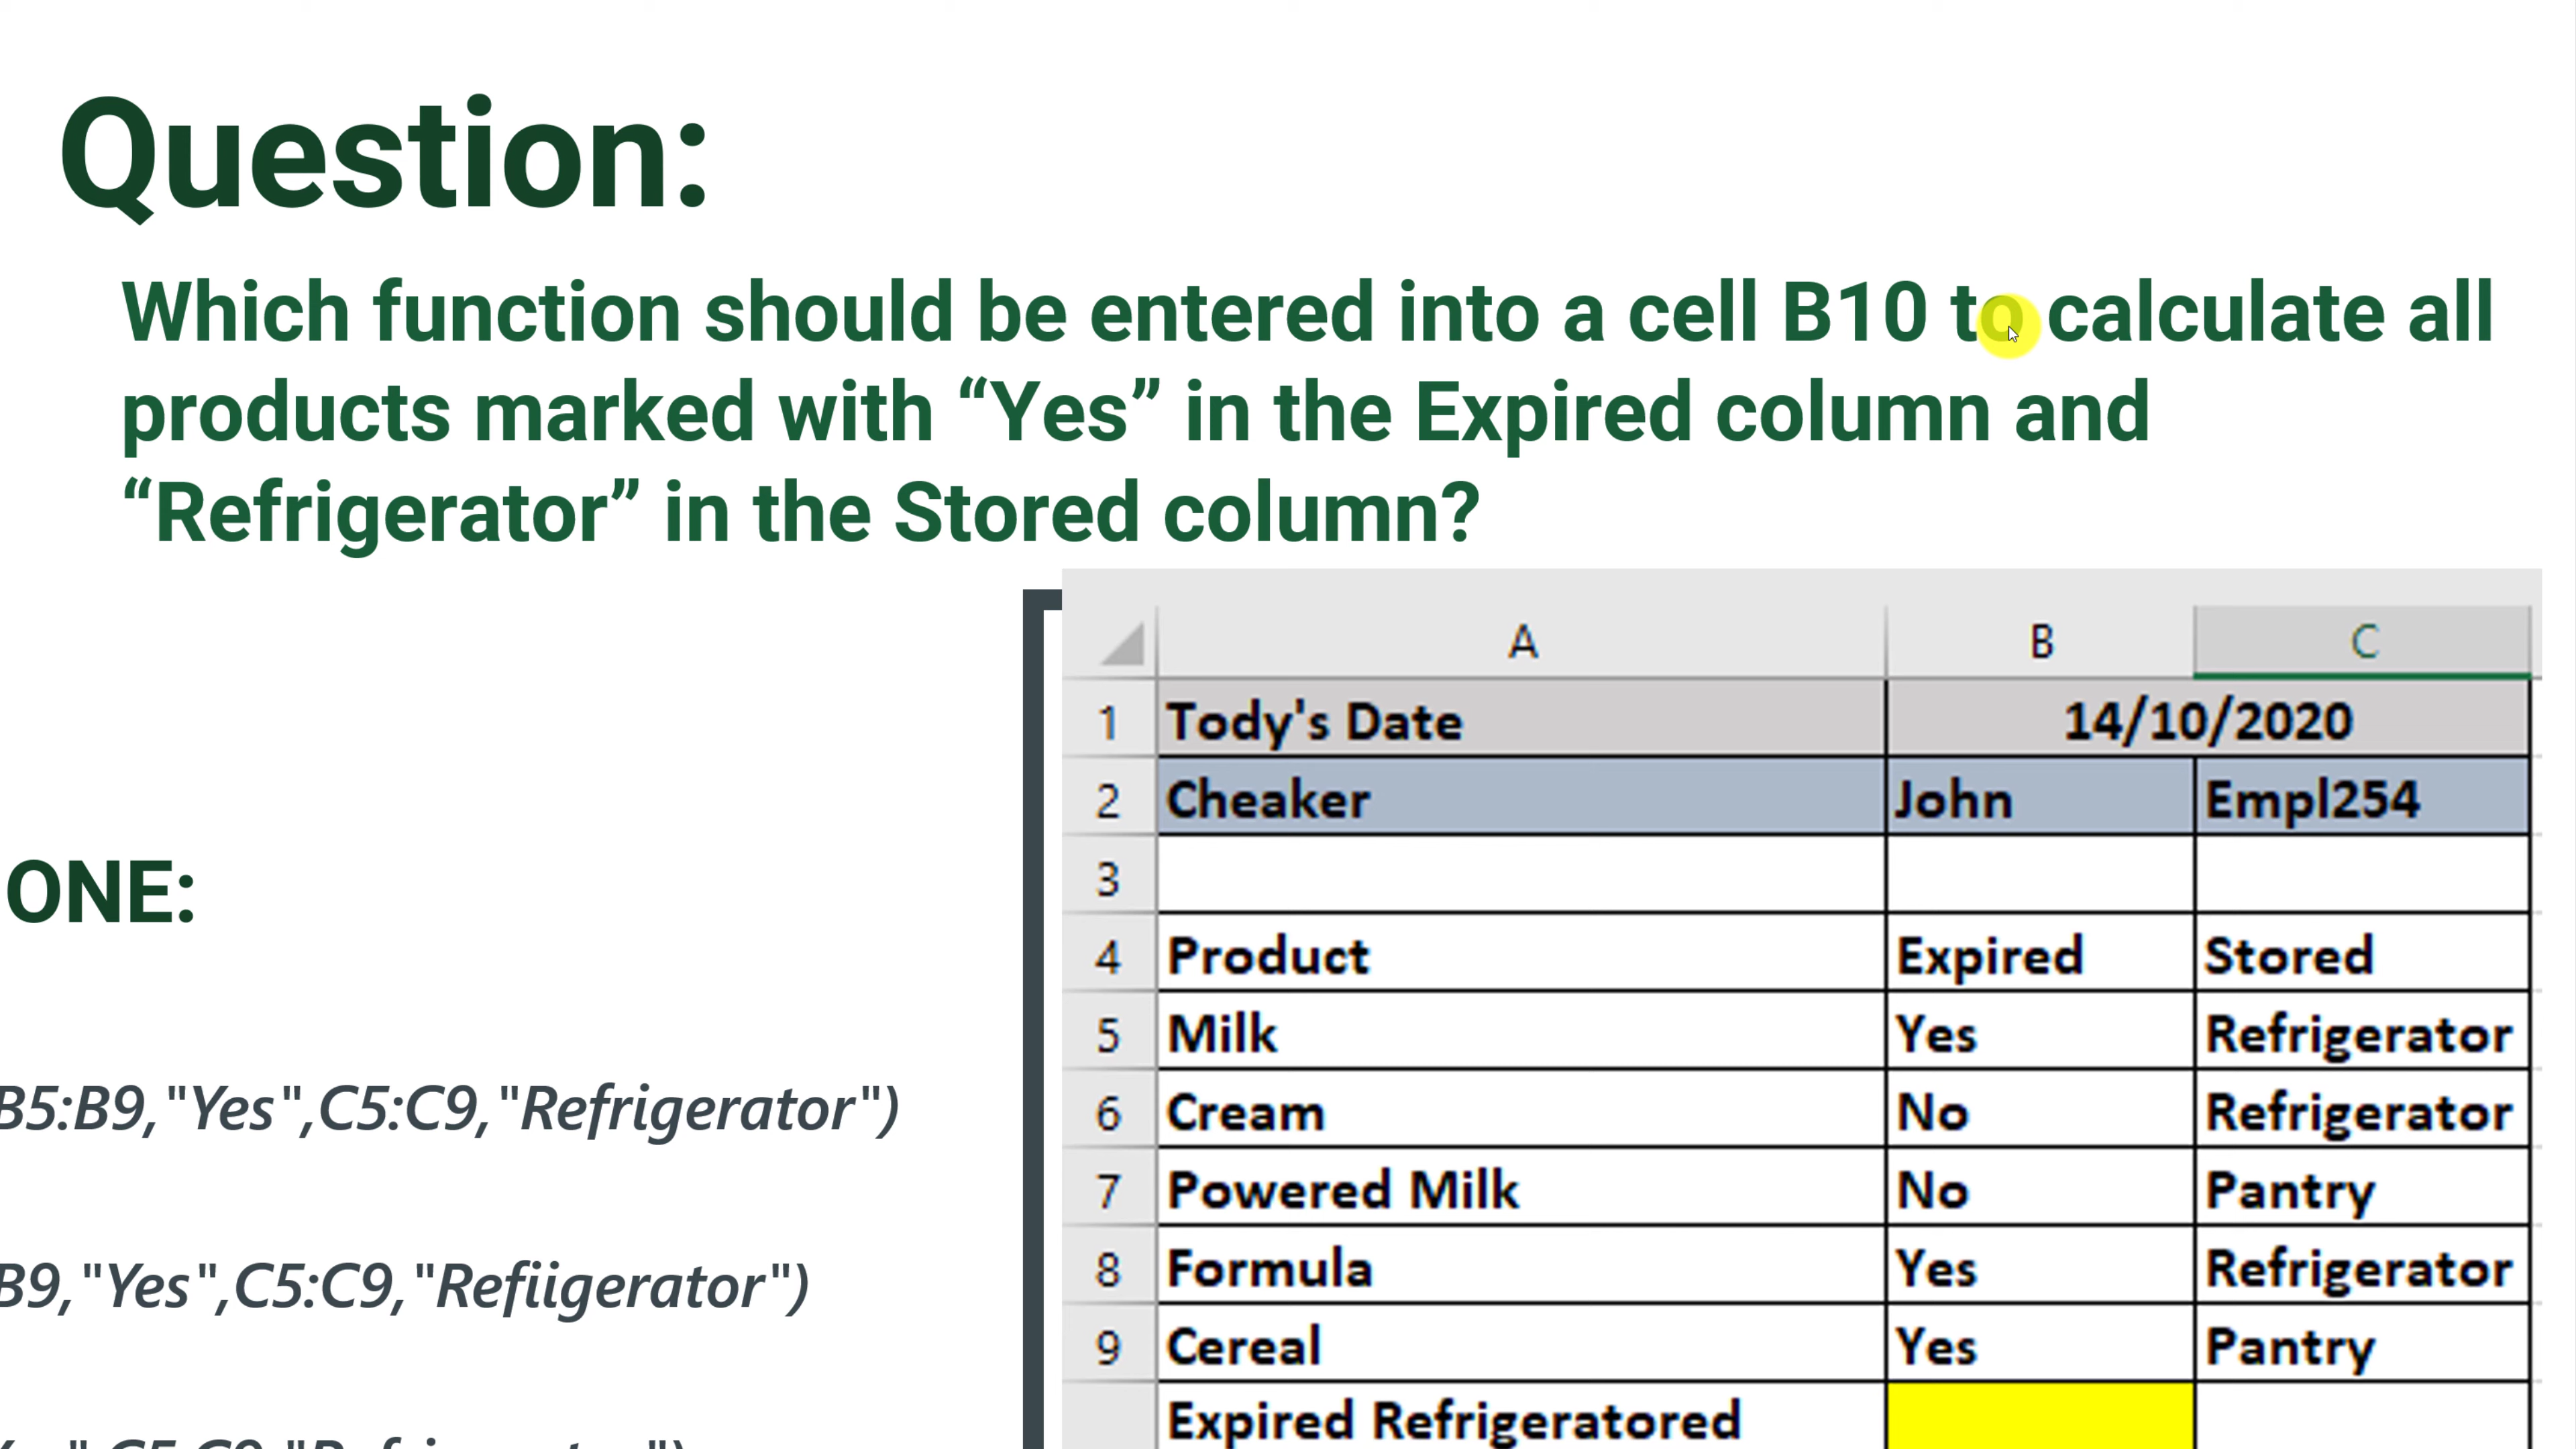 Question:
Which function should be entered into a cell B10 to calculate all
products marked with “Yes” in the Expired column and
“Refrigerator” in the Stored column?
ONE:
B5:B9,"Yes",C5:C9,"Refrigerator")
B9,"Yes",C5:C9,"Refiigerator")
A B C
1 Tody's Date 14/10/2020
2 Cheaker John Empl254
3
4 Product Expired Stored
5 Milk Yes Refrigerator
6 Cream No Refrigerator
7 Powered Milk No Pantry
8 Formula Yes Refrigerator
9 Cereal Yes Pantry
Expired Refrigeratored